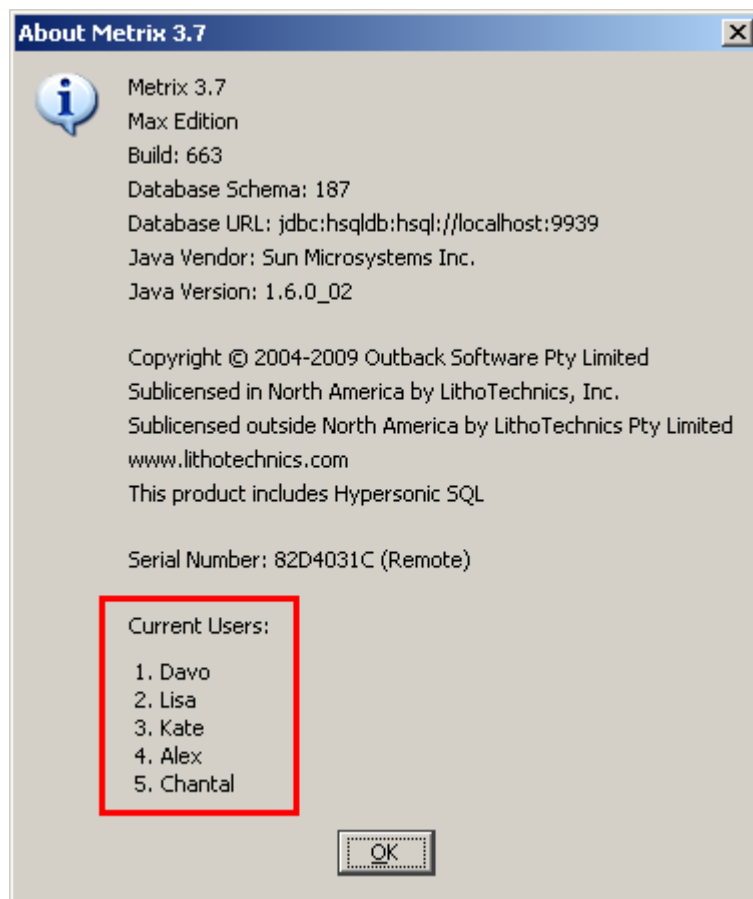 About Metrix 3.7
Metrix 3.7
Max Edition
Build: 663
Database Schema: 187
Database URL: jdbc:hsqldb:hsql://localhost:9939
Java Vendor: Sun Microsystems Inc.
Java Version: 1.6.0_02
Copyright © 2004-2009 Outback Software Pty Limited
Sublicensed in North America by LithoTechnics, Inc.
Sublicensed outside North America by LithoTechnics Pty Limited
www.lithotechnics.com
This product includes Hypersonic SQL
Serial Number: 82D4031C (Remote)
Current Users:
1. Davo
2. Lisa
3. Kate
4. Alex
5. Chantal
OK